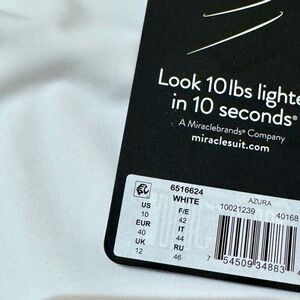 Look 10lbs lighte
in 10 seconds®
A Miraclebrands® Company
miraclesuit.com®
6516624
WHITE
AZURA
10021239 40168
US F/E
10 42
EUR IT
40 44
UK RU
12 46
7 54509 34883 4